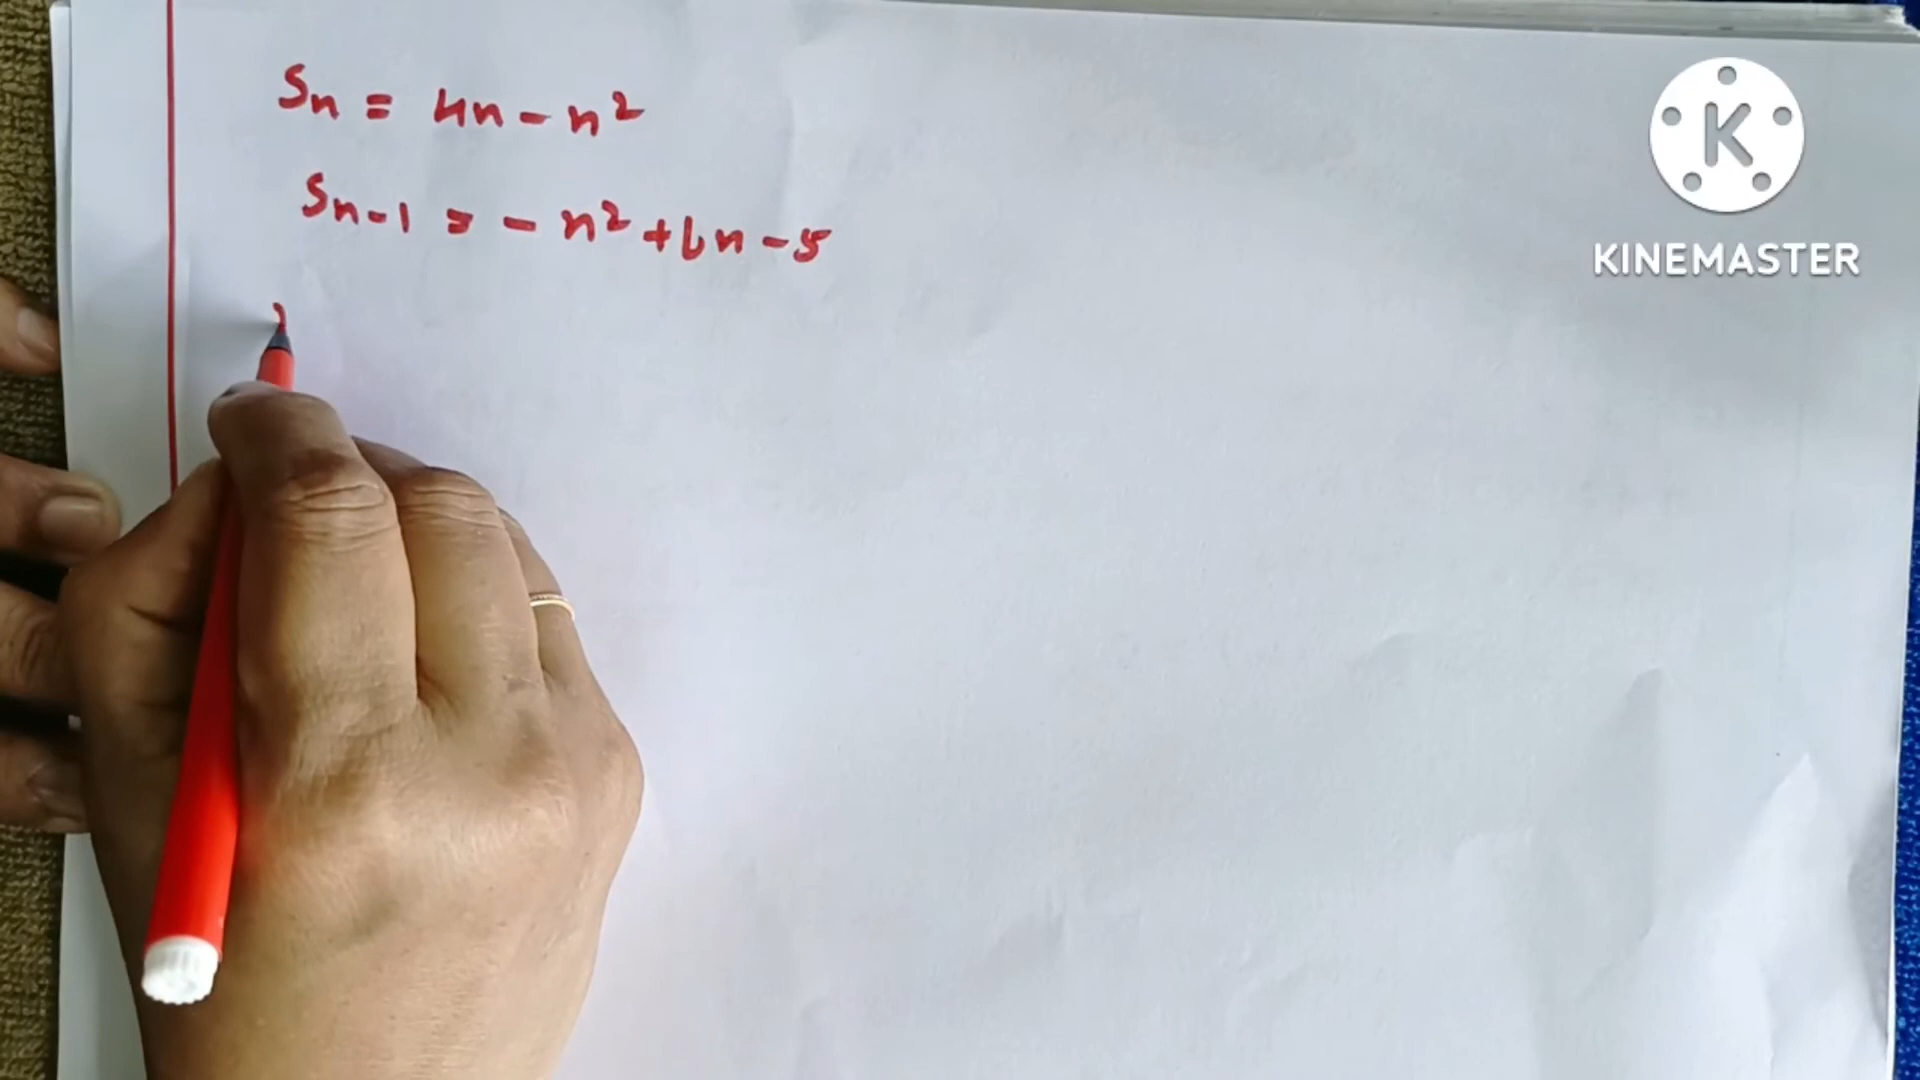 Sn = 4n - n²
Sn-1 = - n² + 6n - 5
K
KINEMASTER